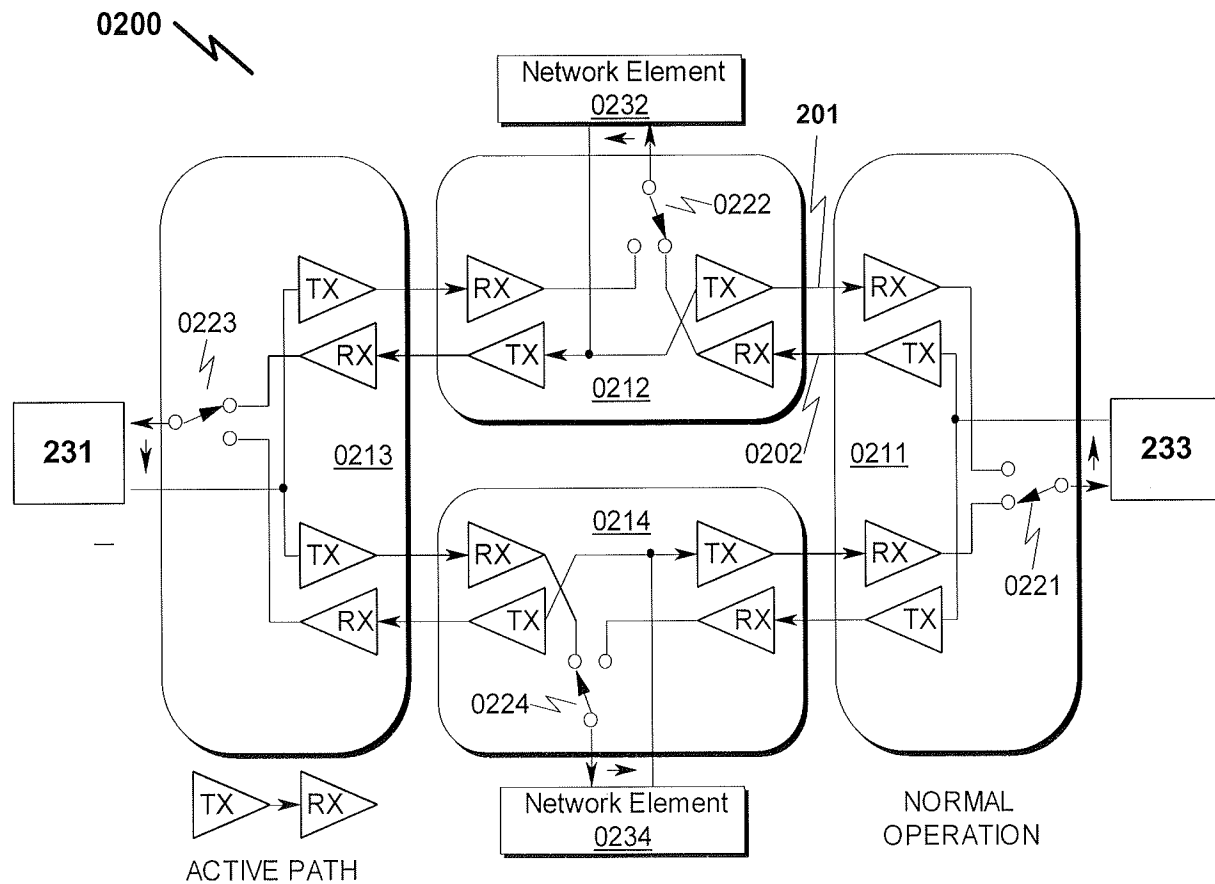 0200
Network Element
0232
201
0222
TX
RX
TX
RX
0223
RX
TX
RX
TX
0212
231
0213
0202
0211
233
0214
TX
RX
TX
RX
0221
RX
TX
RX
TX
0224
TX
RX
Network Element
0234
NORMAL
OPERATION
ACTIVE PATH